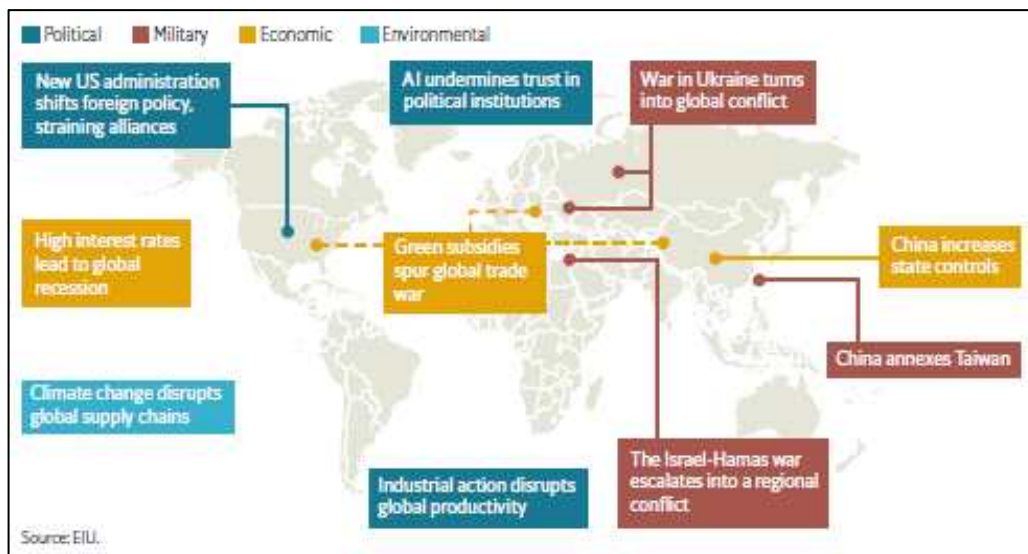 Political
Military
Economic
Environmental
New US administration
shifts foreign policy,
straining alliances
AI undermines trust in
political institutions
War in Ukraine turns
into global conflict
High interest rates
lead to global
recession
Green subsidies
spur global trade
war
China increases
state controls
China annexes Taiwan
Climate change disrupts
global supply chains
Industrial action disrupts
global productivity
The Israel-Hamas war
escalates into a regional
conflict
Source: EIU.